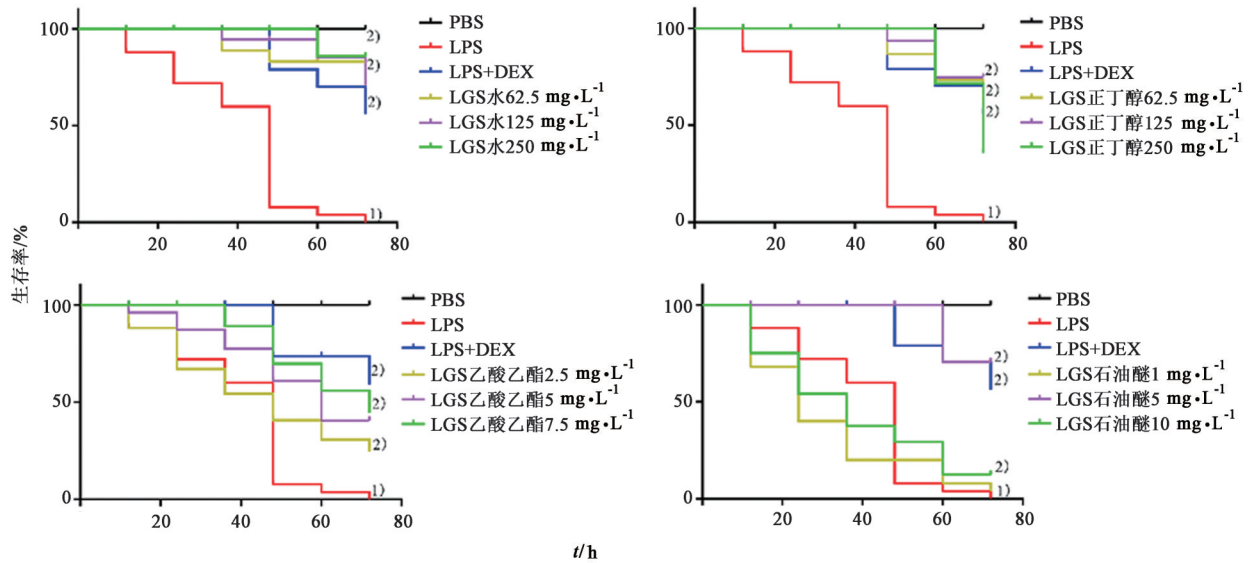 生存率/%
100
50
0
20
40
60
80
2)
2)
2)
1)
PBS
LPS
LPS+DEX
LGS水62.5 mg•L⁻¹
LGS水125 mg•L⁻¹
LGS水250 mg•L⁻¹
100
50
0
20
40
60
80
2)
2)
2)
1)
PBS
LPS
LPS+DEX
LGS正丁醇62.5 mg•L⁻¹
LGS正丁醇125 mg•L⁻¹
LGS正丁醇250 mg•L⁻¹
100
50
0
20
40
60
80
2)
2)
2)
1)
PBS
LPS
LPS+DEX
LGS乙酸乙酯2.5 mg•L⁻¹
LGS乙酸乙酯5 mg•L⁻¹
LGS乙酸乙酯7.5 mg•L⁻¹
100
50
0
20
40
60
80
2)
2)
2)
1)
PBS
LPS
LPS+DEX
LGS石油醚1 mg•L⁻¹
LGS石油醚5 mg•L⁻¹
LGS石油醚10 mg•L⁻¹
t/h